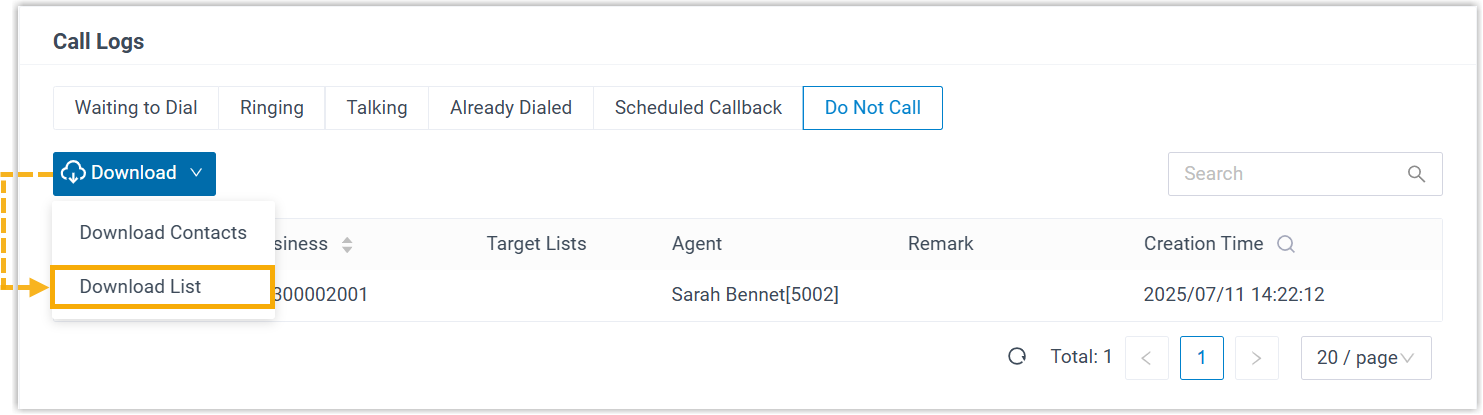 Call Logs
Waiting to Dial Ringing Talking Already Dialed Scheduled Callback Do Not Call
Download Search
Download Contacts
siness Target Lists Agent Remark Creation Time
Download List
300002001 Sarah Bennet[5002] 2025/07/11 14:22:12
Total: 1 < 1 > 20 / page